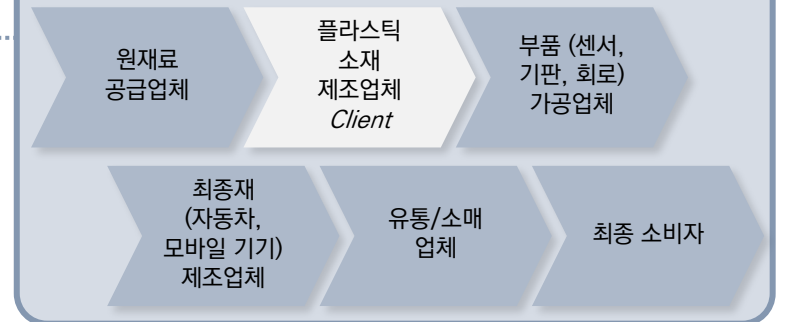 원재료
공급업체
플라스틱
소재
제조업체
Client
부품 (센서,
기판, 회로)
가공업체
최종재
(자동차,
모바일 기기)
제조업체
유통/소매
업체
최종 소비자